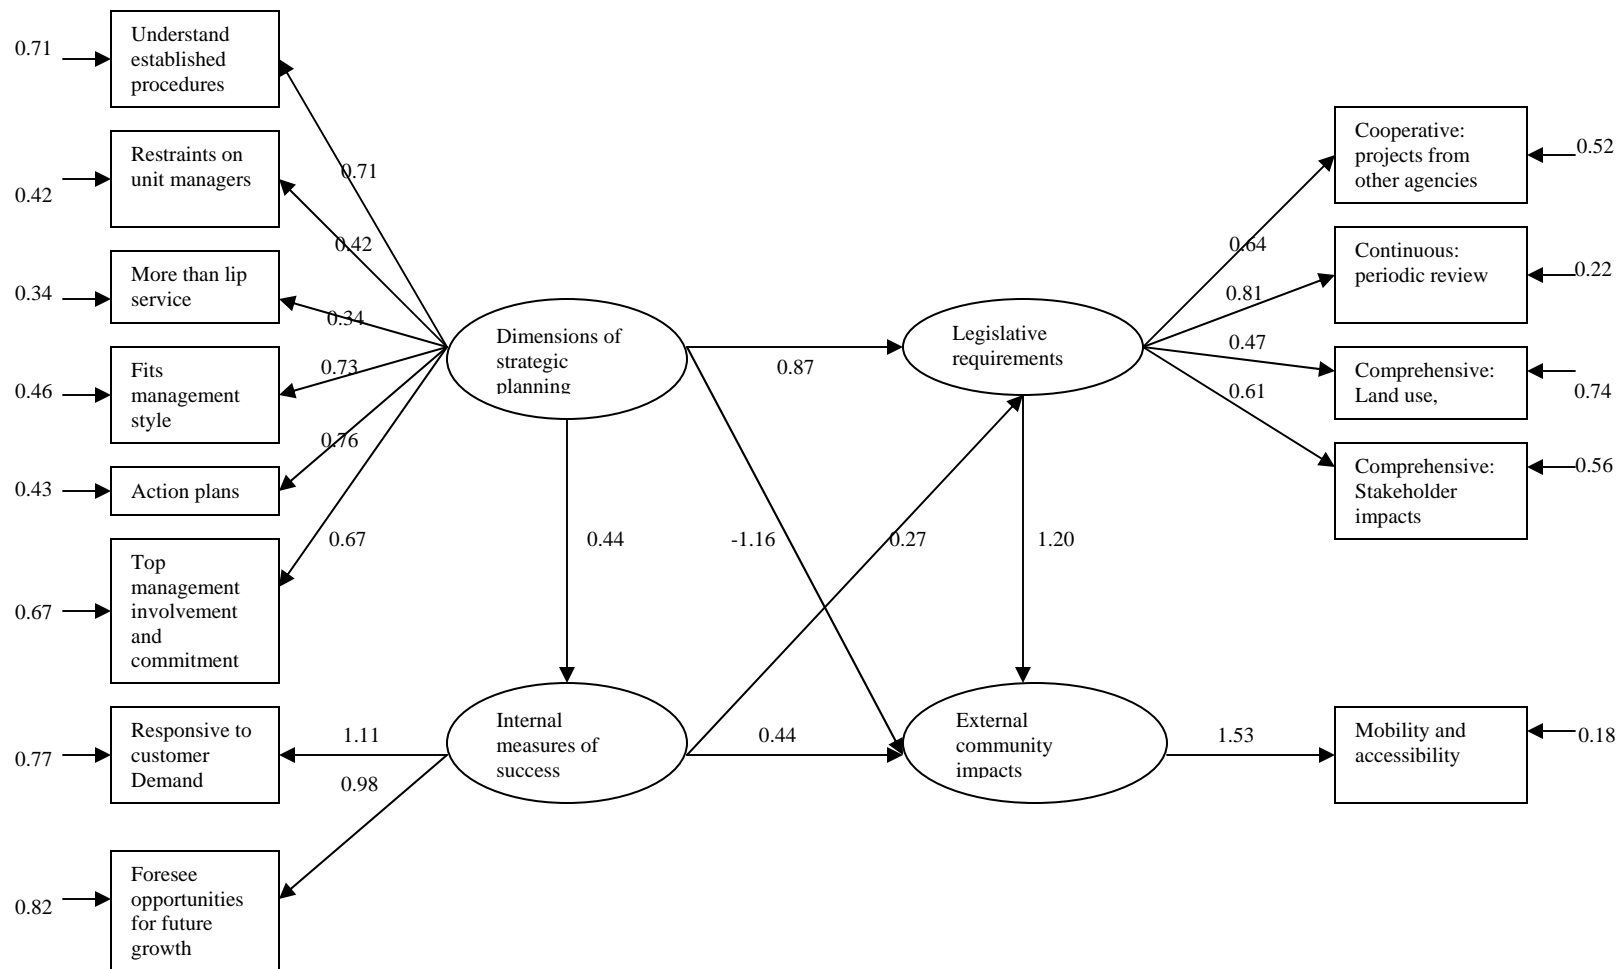 0.71
Understand
established
procedures
0.42
Restraints on
unit managers
0.34
More than lip
service
0.46
Fits
management
style
0.43
Action plans
0.67
Top
management
involvement
and
commitment
0.77
Responsive to
customer
Demand
0.82
Foresee
opportunities
for future
growth
0.71
0.42
0.34
0.73
0.76
0.67
1.11
0.98
Dimensions of
strategic
planning
0.87
0.44
-1.16
0.27
1.20
Internal
measures of
success
0.44
Legislative
requirements
External
community
impacts
0.64
0.81
0.47
0.61
1.53
Cooperative:
projects from
other agencies
0.52
Continuous:
periodic review
0.22
Comprehensive:
Land use,
0.74
Comprehensive:
Stakeholder
impacts
0.56
Mobility and
accessibility
0.18